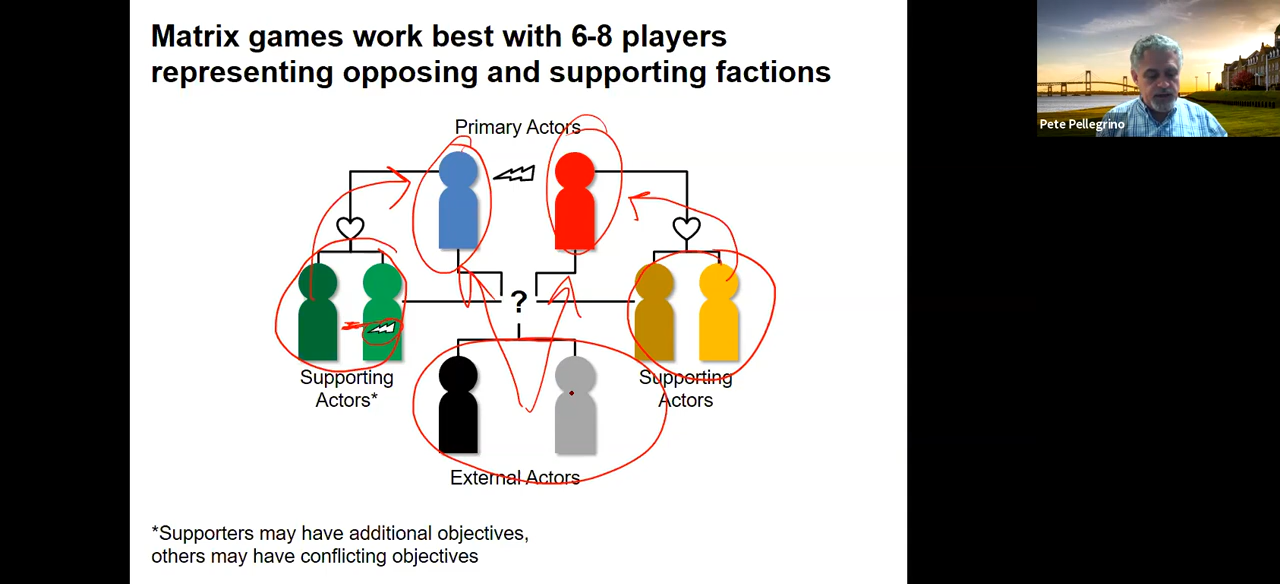 Matrix games work best with 6-8 players
representing opposing and supporting factions
Pete Pellegrino
Primary Actors
?
Supporting
Actors*
Supporting
Actors
External Actors
*Supporters may have additional objectives,
others may have conflicting objectives